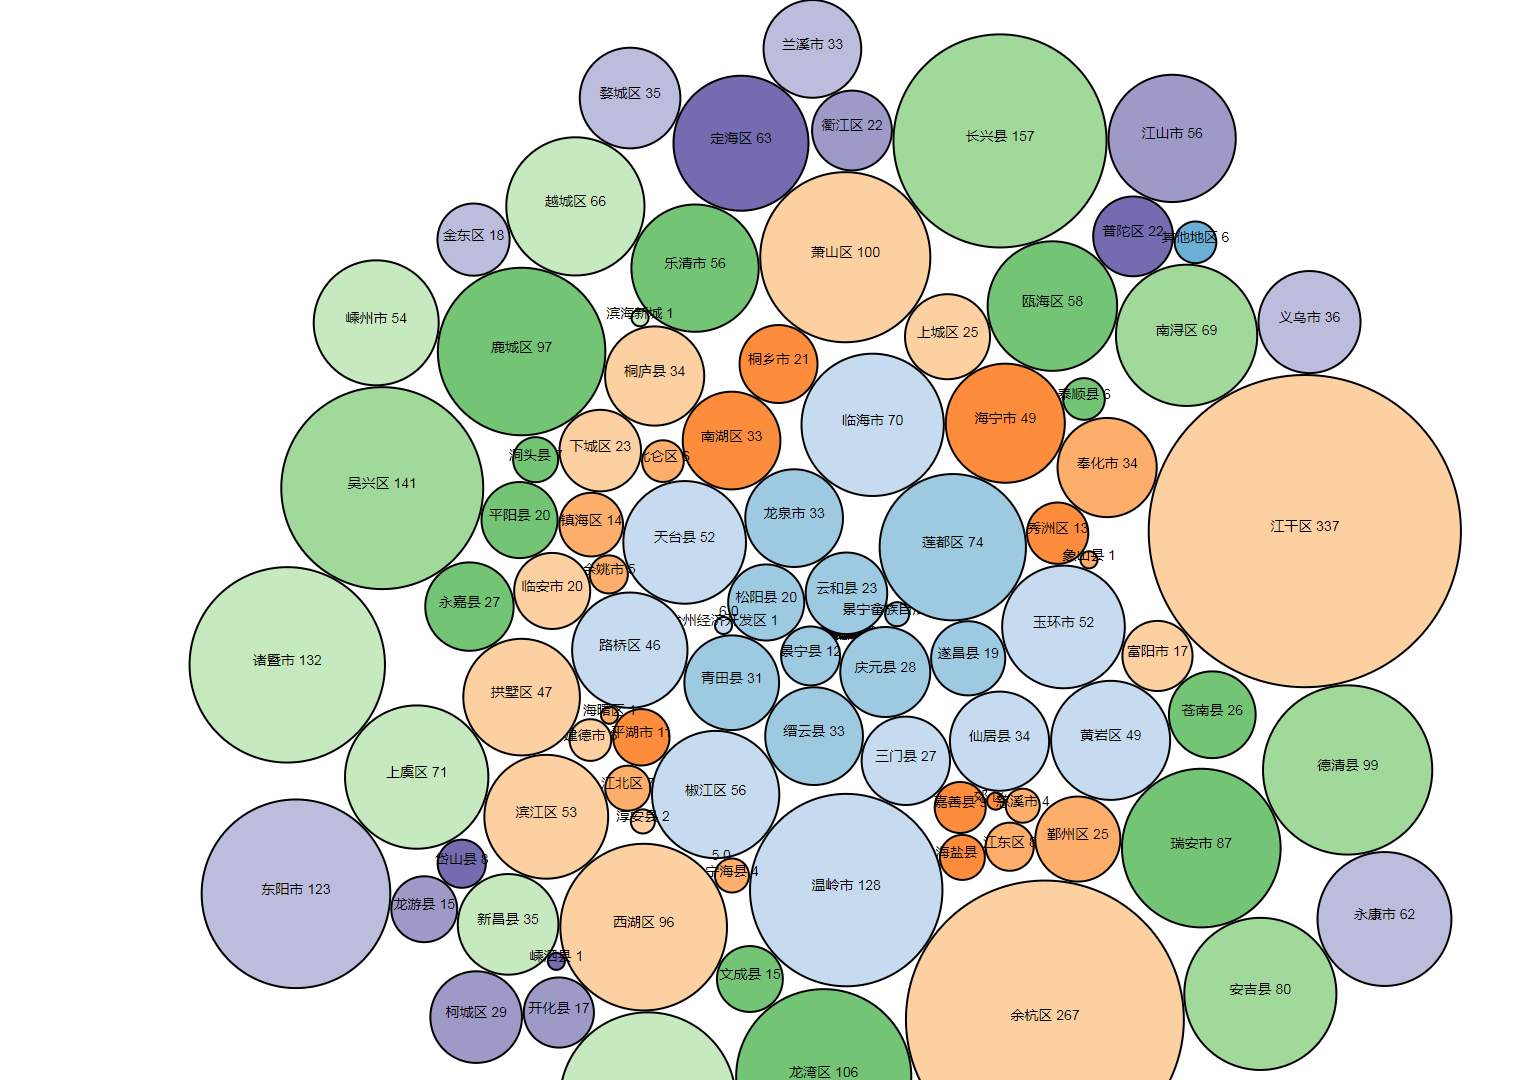 兰溪市 33
婺城区 35
定海区 63
衢江区 22
长兴县 157
江山市 56
越城区 66
金东区 18
乐清市 56
萧山区 100
普陀区 22
其他地区 6
嵊州市 54
鹿城区 97
滨海新城 1
瓯海区 58
南浔区 69
义乌市 36
桐庐县 34
桐乡市 21
上城区 25
泰顺县 6
临海市 70
海宁市 49
下城区 23
南湖区 33
洞头县
北仑区 6
奉化市 34
吴兴区 141
平阳县 20
镇海区 14
天台县 52
龙泉市 33
莲都区 74
秀洲区 13
江干区 337
象山县 1
余姚市 5
临安市 20
永嘉县 27
松阳县 20
云和县 23
景宁畲族自
6.0
州经济开发区 1
玉环市 52
诸暨市 132
路桥区 46
景宁县 12
庆元县 28
遂昌县 19
富阳市 17
拱墅区 47
青田县 31
海曙区 1
苍南县 26
建德市
平湖市 11
缙云县 33
三门县 27
仙居县 34
黄岩区 49
上虞区 71
江北区
椒江区 56
德清县 99
滨江区 53
淳安县 2
嘉善县
慈溪市 4
鄞州区 25
江东区
海盐县
瑞安市 87
5.0
宁海县 4
岱山县 8
东阳市 123
龙游县 15
新昌县 35
西湖区 96
温岭市 128
永康市 62
嵊泗县 1
文成县 15
安吉县 80
柯城区 29
开化县 17
余杭区 267
龙湾区 106